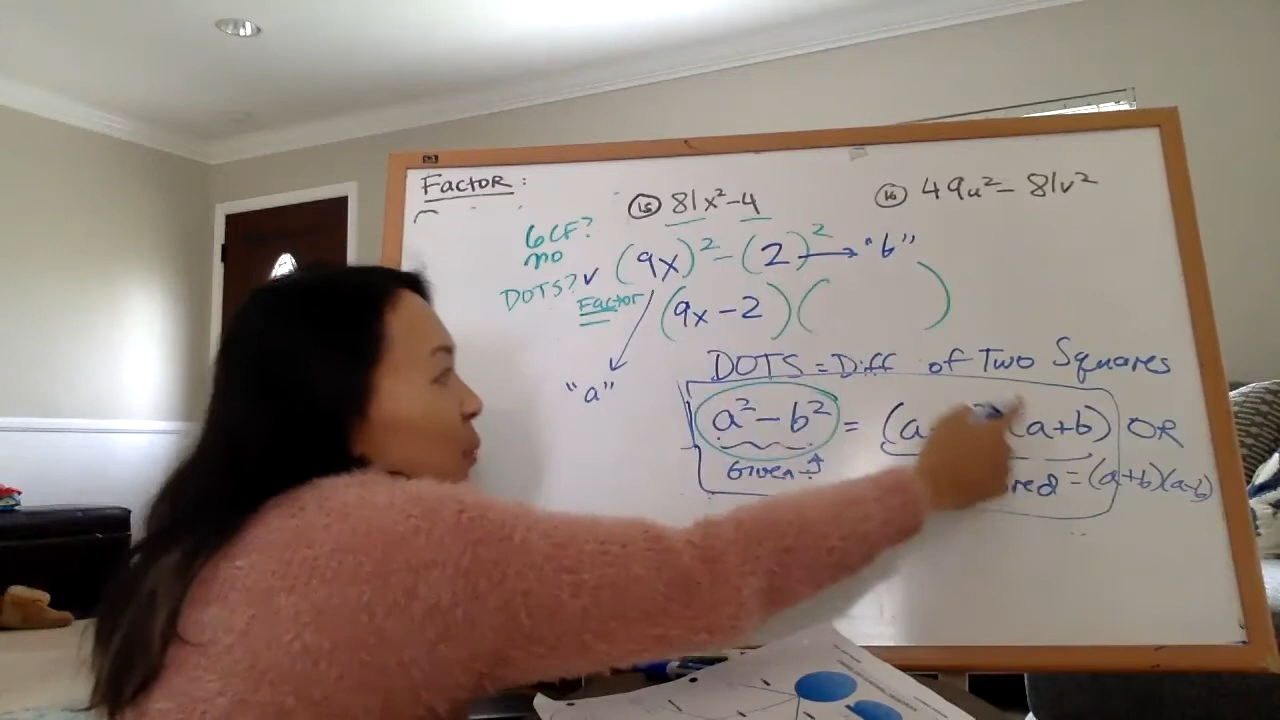 Factor:
15 81x² - 4
16 49u² - 81v²
GCF?
no
(9x)² - (2)² → "b"
DOTS? ✓
Factor
(9x - 2)(      )
"a"
DOTS = Diff of Two Squares
a² - b² = (a (a+b) OR
Given = (a+b)(a-b)